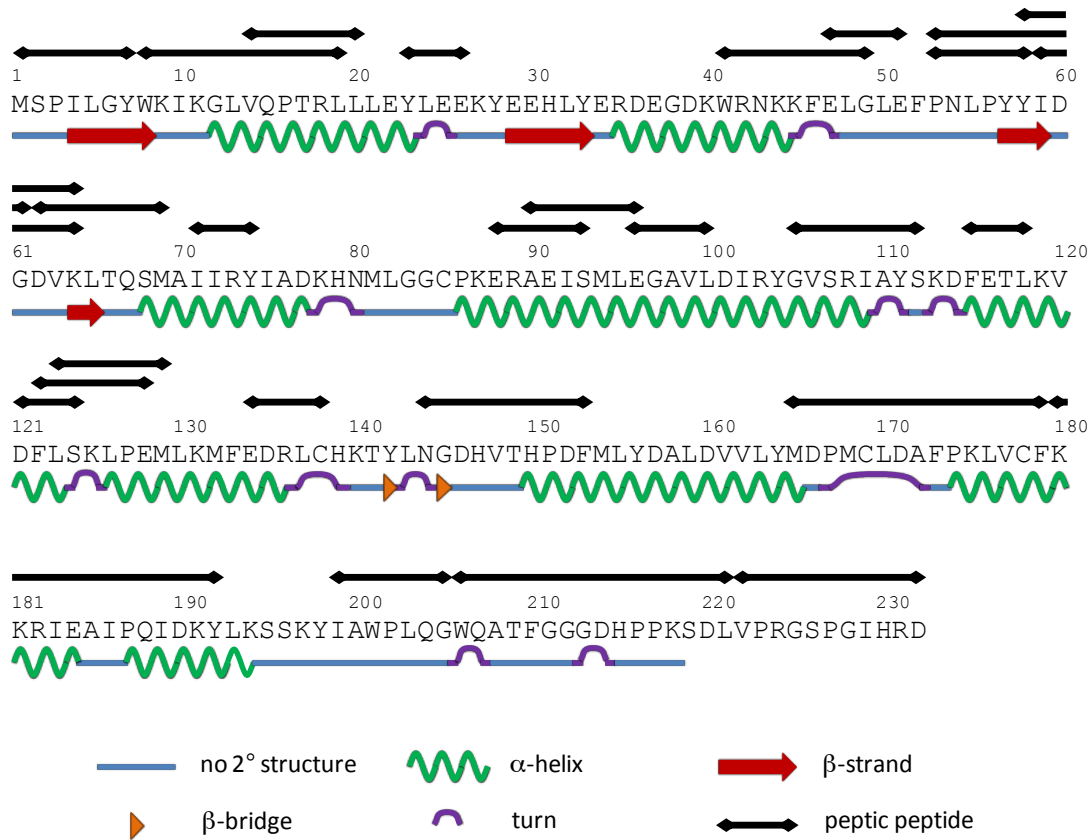 1 10 20 30 40 50 60
MSPILGYWKIKGLVQPTRLLLEYLEEKYEEHLYERDEGDKWRNKKFELGLEFPNLPYYID
61 70 80 90 100 110 120
GDVKLTQSMAIIRYIADKHNMLGGCPKERAEISMLEGAVLDIRYGVSRIAYSKDFETLKV
121 130 140 150 160 170 180
DFLSKLPEMLKMFEDRLCHKTYLNGDHVTHPDFMLYDALDVVLYMDPMCLDAFPKLVCFK
181 190 200 210 220 230
KRIEAIPQIDKYLKSSKYIAWPLQGWQATFGGGDHPPKSDLVPRGSPGIHRD
no 2° structure α-helix β-strand
β-bridge turn peptic peptide